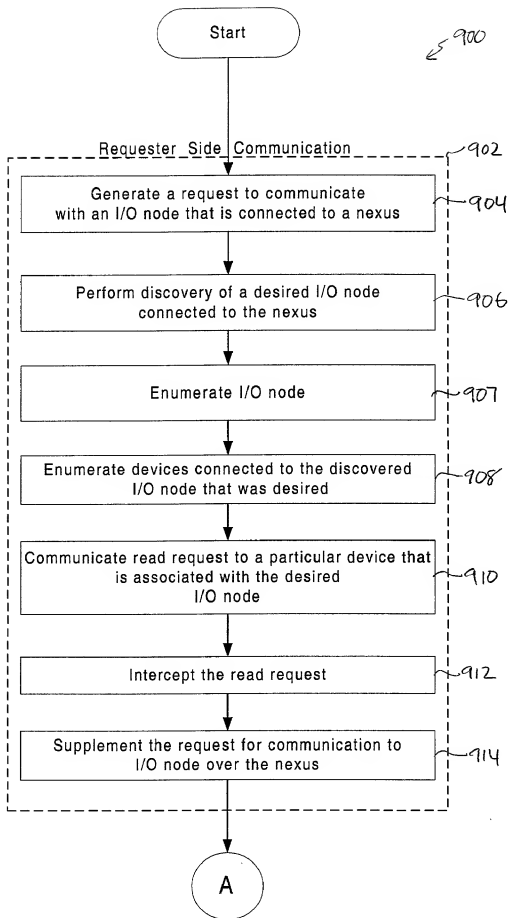 Start
900
Requester Side Communication
902
Generate a request to communicate
with an I/O node that is connected to a nexus
904
Perform discovery of a desired I/O node
connected to the nexus
906
Enumerate I/O node
907
Enumerate devices connected to the discovered
I/O node that was desired
908
Communicate read request to a particular device that
is associated with the desired
I/O node
910
Intercept the read request
912
Supplement the request for communication to
I/O node over the nexus
914
A